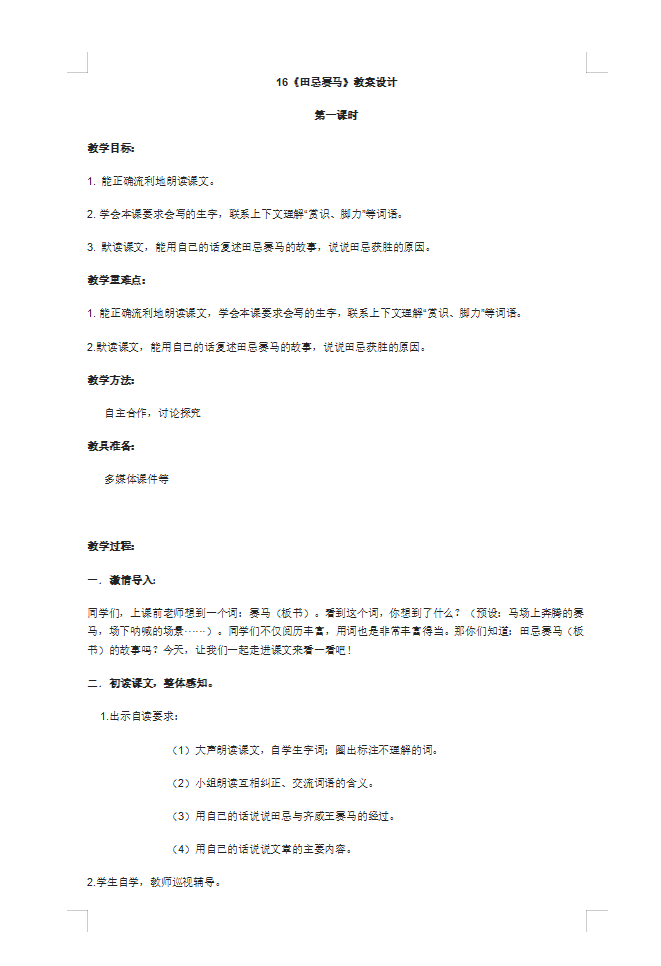 16《田忌赛马》教案设计
第一课时
教学目标：
1. 能正确流利地朗读课文。
2. 学会本课要求会写的生字，联系上下文理解“赏识、脚力”等词语。
3. 默读课文，能用自己的话复述田忌赛马的故事，说说田忌获胜的原因。
教学重难点：
1. 能正确流利地朗读课文，学会本课要求会写的生字，联系上下文理解“赏识、脚力”等词语。
2.默读课文，能用自己的话复述田忌赛马的故事，说说田忌获胜的原因。
教学方法：
自主合作，讨论探究
教具准备：
多媒体课件等
教学过程：
一．激情导入：
同学们，上课前老师想到一个词：赛马（板书）。看到这个词，你想到了什么？（预设：马场上奔腾的赛
马，场下呐喊的场景······）。同学们不仅阅历丰富，用词也是非常丰富得当。那你们知道：田忌赛马（板
书）的故事吗？今天，让我们一起走进课文来看一看吧！
二．初读课文，整体感知。
1.出示自读要求：
（1）大声朗读课文，自学生字词；圈出标注不理解的词。
（2）小组朗读互相纠正、交流词语的含义。
（3）用自己的话说说田忌与齐威王赛马的经过。
（4）用自己的话说说文章的主要内容。
2.学生自学，教师巡视辅导。